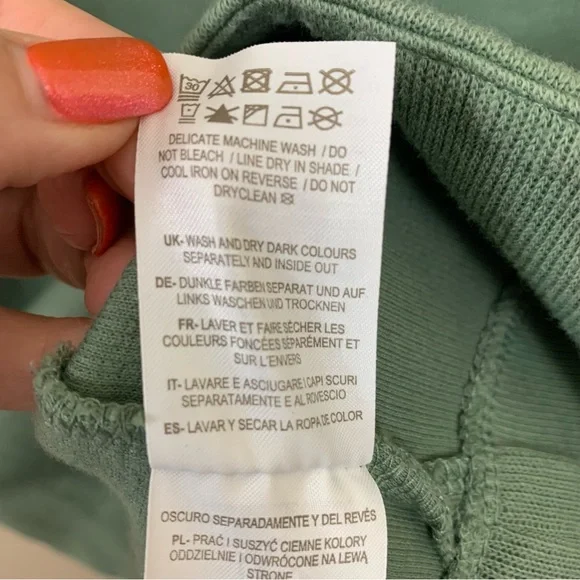 30
DELICATE MACHINE WASH / DO
NOT BLEACH / LINE DRY IN SHADE /
COOL IRON ON REVERSE / DO NOT
DRYCLEAN
UK- WASH AND DRY DARK COLOURS
SEPARATELY AND INSIDE OUT
DE- DUNKLE FARBEN SEPARAT UND AUF
LINKS WASCHEN UND TROCKNEN
FR- LAVER ET FAIRE SÉCHER LES
COULEURS FONCÉES SÉPARÉMENT ET
SUR L'ENVERS
IT- LAVARE E ASCIUGARE I CAPI SCURI
SEPARATAMENTE E AL ROVESCIO
ES- LAVAR Y SECAR LA ROPA DE COLOR
OSCURO SEPARADAMENTE Y DEL REVÉS
PL- PRAĆ I SUSZYĆ CIEMNE KOLORY
ODDZIELNIE I ODWRÓCONE NA LEWĄ
STRONE